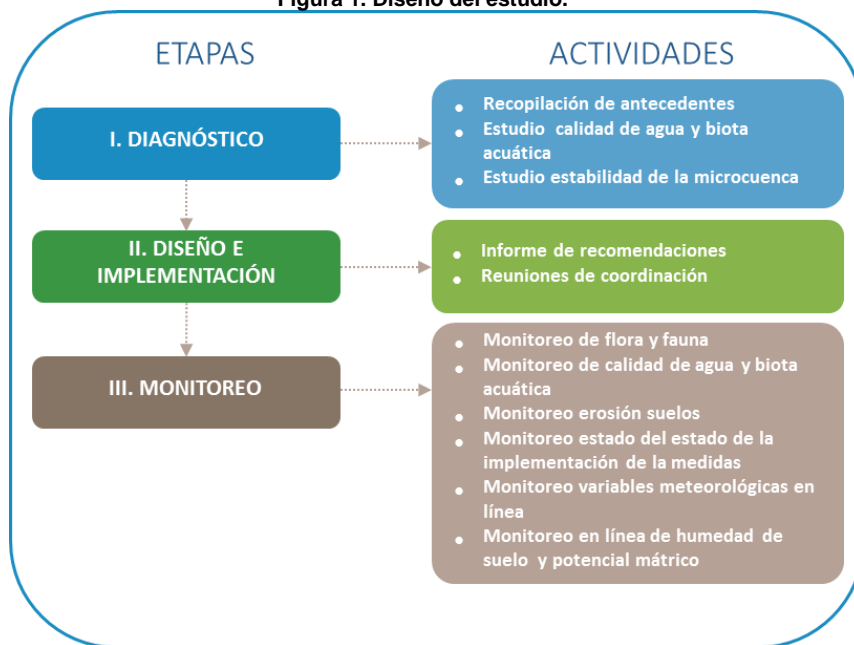 Figura 1. Diseño del estudio.
ETAPAS
ACTIVIDADES
I. DIAGNÓSTICO
• Recopilación de antecedentes
• Estudio calidad de agua y biota
acuática
• Estudio estabilidad de la microcuenca
II. DISEÑO E
IMPLEMENTACIÓN
• Informe de recomendaciones
• Reuniones de coordinación
III. MONITOREO
• Monitoreo de flora y fauna
• Monitoreo de calidad de agua y biota
acuática
• Monitoreo erosión suelos
• Monitoreo estado del estado de la
implementación de la medidas
• Monitoreo variables meteorológicas en
línea
• Monitoreo en línea de humedad de
suelo y potencial mátrico